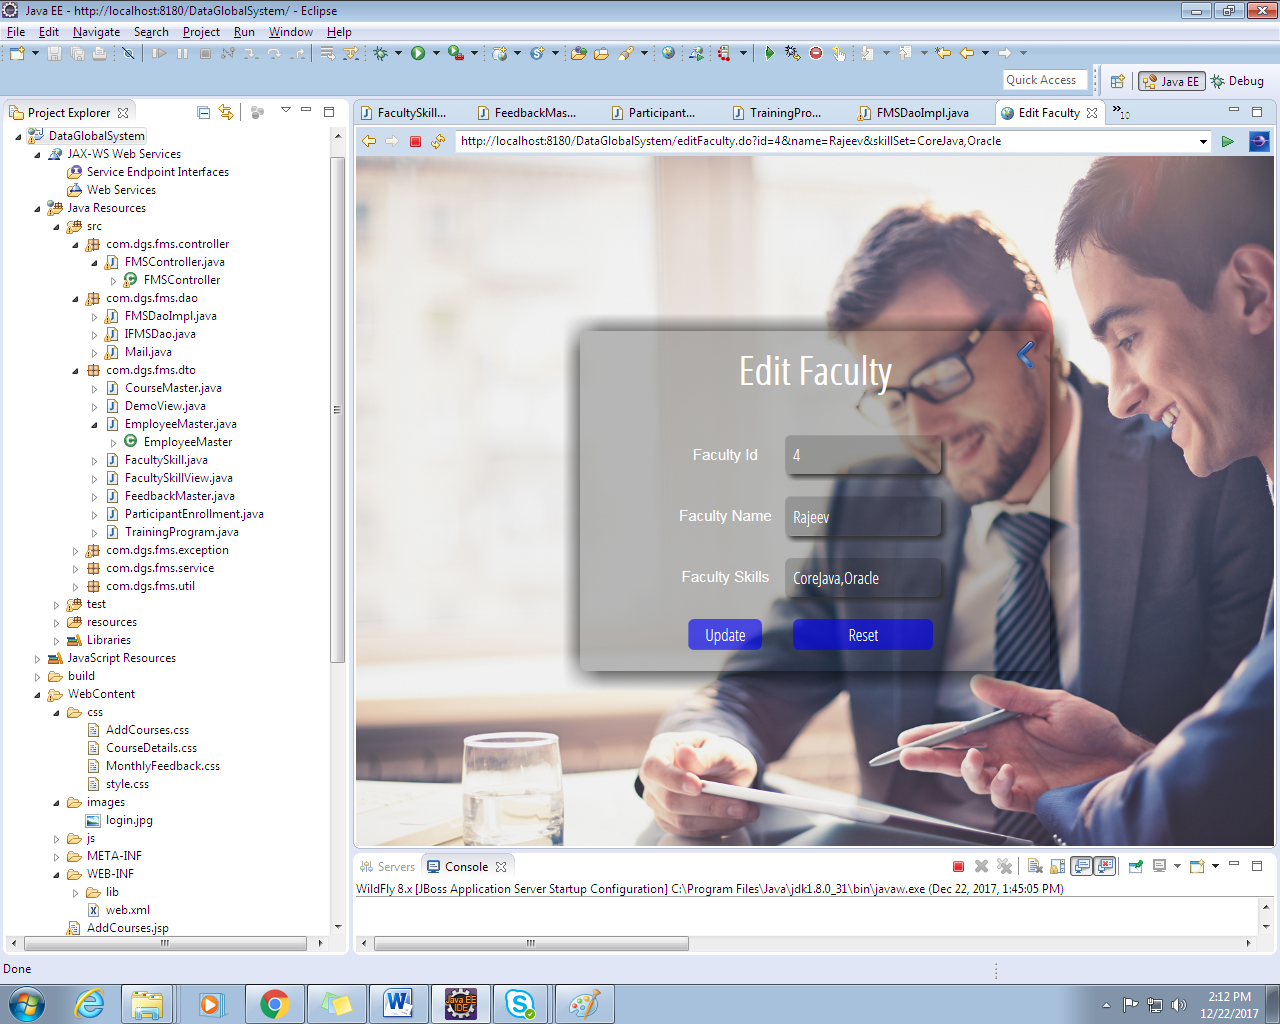 Java EE - http://localhost:8180/DataGlobalSystem/ - Eclipse
File Edit Navigate Search Project Run Window Help
Quick Access
Java EE
Debug
Project Explorer
DataGlobalSystem
JAX-WS Web Services
Service Endpoint Interfaces
Web Services
Java Resources
src
com.dgs.fms.controller
FMSController.java
FMSController
com.dgs.fms.dao
FMSDaoImpl.java
IFMSDao.java
Mail.java
com.dgs.fms.dto
CourseMaster.java
DemoView.java
EmployeeMaster.java
EmployeeMaster
FacultySkill.java
FacultySkillView.java
FeedbackMaster.java
ParticipantEnrollment.java
TrainingProgram.java
com.dgs.fms.exception
com.dgs.fms.service
com.dgs.fms.util
test
resources
Libraries
JavaScript Resources
build
WebContent
css
AddCourses.css
CourseDetails.css
MonthlyFeedback.css
style.css
images
login.jpg
js
META-INF
WEB-INF
lib
web.xml
AddCourses.jsp
FacultySkill... FeedbackMas... Participant... TrainingPro... FMSDaoImpl.java Edit Faculty »10
http://localhost:8180/DataGlobalSystem/editFaculty.do?id=4&name=Rajeev&skillSet=CoreJava,Oracle
Edit Faculty
Faculty Id 4
Faculty Name Rajeev
Faculty Skills CoreJava,Oracle
Update Reset
Servers Console
WildFly 8.x [JBoss Application Server Startup Configuration] C:\Program Files\Java\jdk1.8.0_31\bin\javaw.exe (Dec 22, 2017, 1:45:05 PM)
Done
Java EE
IDE
2:12 PM
12/22/2017